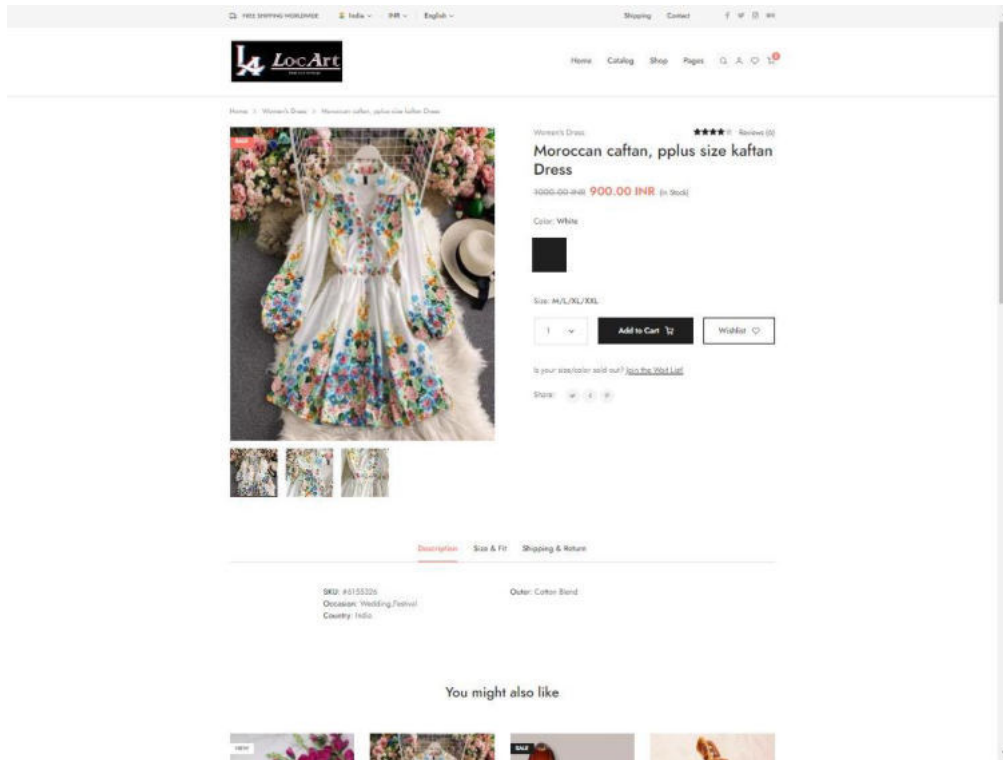 FREE SHIPPING WORLDWIDE India INR English Shipping Contact
LA LocArt
Home Catalog Shop Pages
Home > Women's Dress > Moroccan caftan, pplus size kaftan Dress
SALE
Women's Dress Reviews (6)
Moroccan caftan, pplus size kaftan
Dress
1000.00 INR 900.00 INR (In Stock)
Color: White
Size: M/L/XL/XXL
1 Add to Cart Wishlist
Is your size/color sold out? Join the Wait List!
Share:
Description Size & Fit Shipping & Return
SKU: #6155326 Outer: Cotton Blend
Occasion: Wedding,Festival
Country: India
You might also like
NEW SALE